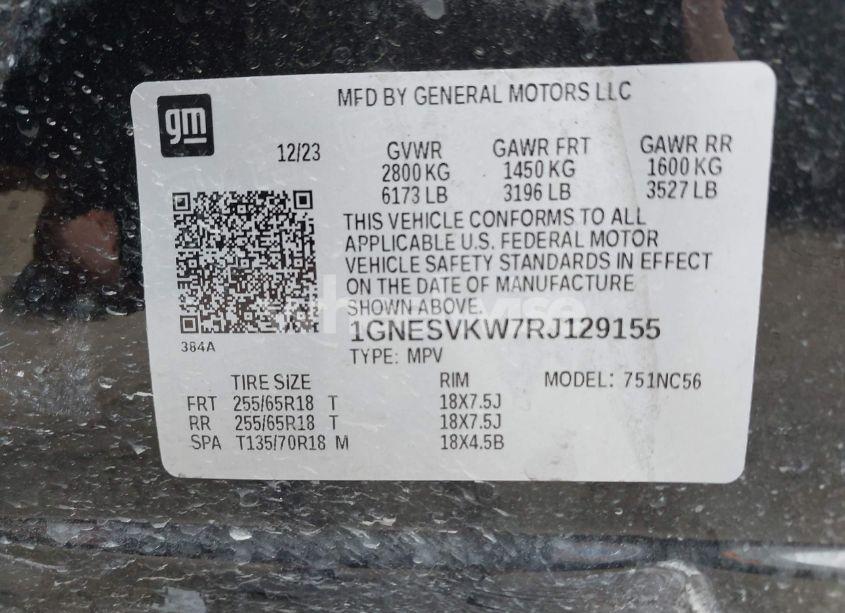 gm
MFD BY GENERAL MOTORS LLC
12/23 GVWR GAWR FRT GAWR RR
2800 KG 1450 KG 1600 KG
6173 LB 3196 LB 3527 LB
THIS VEHICLE CONFORMS TO ALL
APPLICABLE U.S. FEDERAL MOTOR
VEHICLE SAFETY STANDARDS IN EFFECT
ON THE DATE OF MANUFACTURE
SHOWN ABOVE.
1GNESVKW7RJ129155
384A
TYPE: MPV
TIRE SIZE RIM MODEL: 751NC56
FRT 255/65R18 T 18X7.5J
RR 255/65R18 T 18X7.5J
SPA T135/70R18 M 18X4.5B